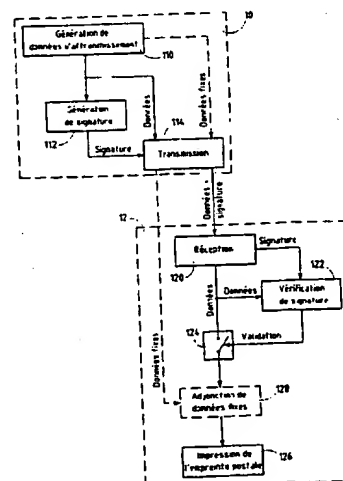 10
Génération de
données d'affranchissement
110
Génération
de signature
112
Données
Données fixes
114
Signature
Transmission
Données +
signature
12
Réception
120
Signature
122
Vérification
de signature
Données
Données
124
Validation
Données fixes
Adjonction de
données fixes
128
Impression de
l'empreinte postale
126